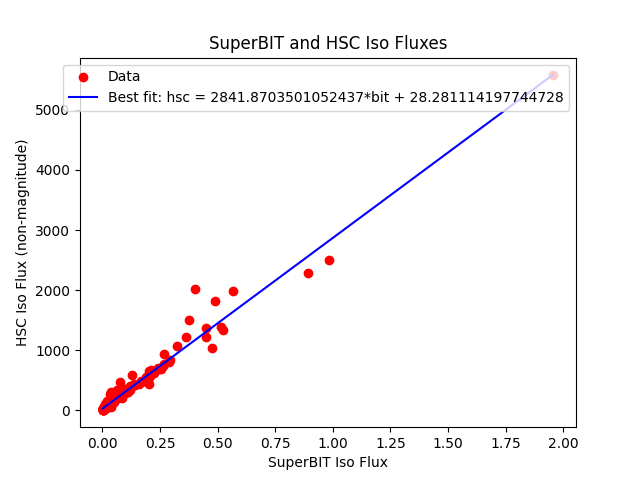 SuperBIT and HSC Iso Fluxes
Data
Best fit: hsc = 2841.8703501052437*bit + 28.281114197744728
HSC Iso Flux (non-magnitude)
5000
4000
3000
2000
1000
0
0.00 0.25 0.50 0.75 1.00 1.25 1.50 1.75 2.00
SuperBIT Iso Flux